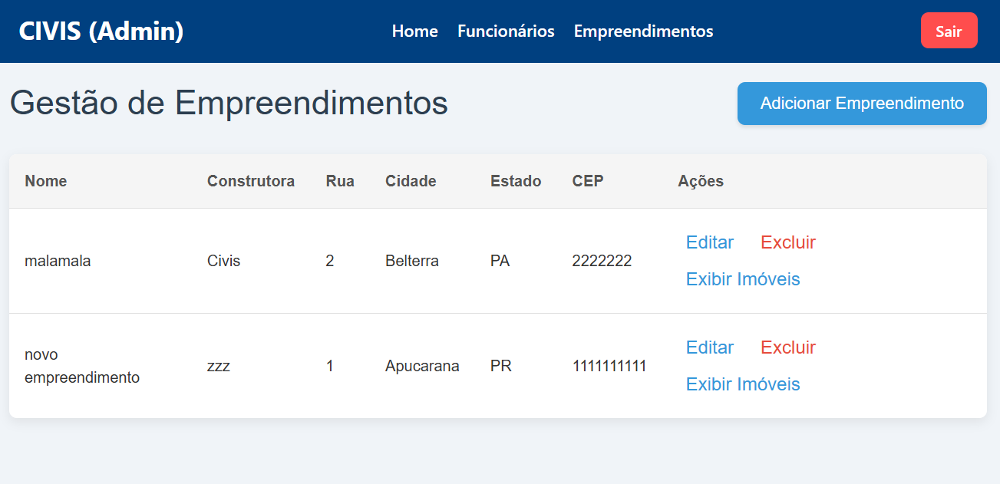 CIVIS (Admin) Home Funcionários Empreendimentos Sair
Gestão de Empreendimentos Adicionar Empreendimento
Nome Construtora Rua Cidade Estado CEP Ações
malamala Civis 2 Belterra PA 2222222 Editar Excluir
Exibir Imóveis
novo empreendimento zzz 1 Apucarana PR 1111111111 Editar Excluir
Exibir Imóveis